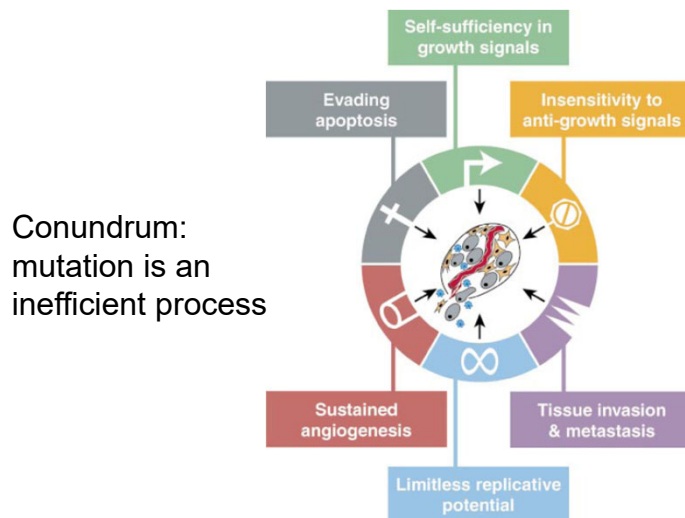 Self-sufficiency in
growth signals
Evading
apoptosis
Insensitivity to
anti-growth signals
Conundrum:
mutation is an
inefficient process
Sustained
angiogenesis
Tissue invasion
& metastasis
Limitless replicative
potential